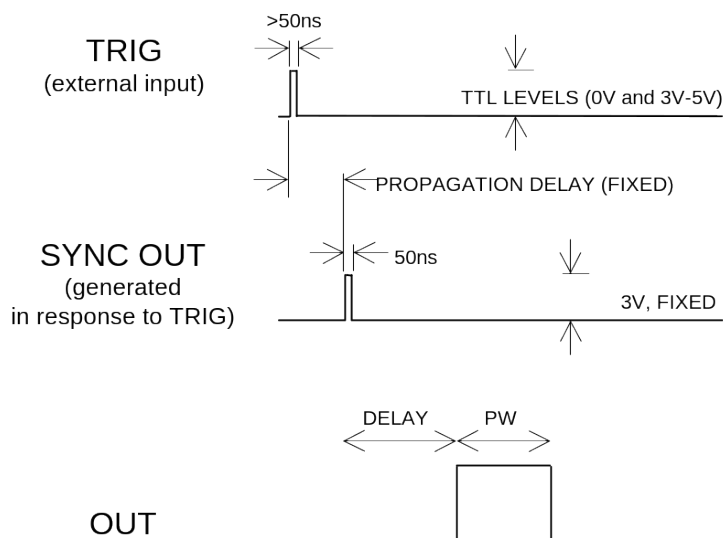 >50ns
TRIG
(external input)
TTL LEVELS (0V and 3V-5V)
PROPAGATION DELAY (FIXED)
SYNC OUT
(generated
in response to TRIG)
50ns
3V, FIXED
DELAY
PW
OUT